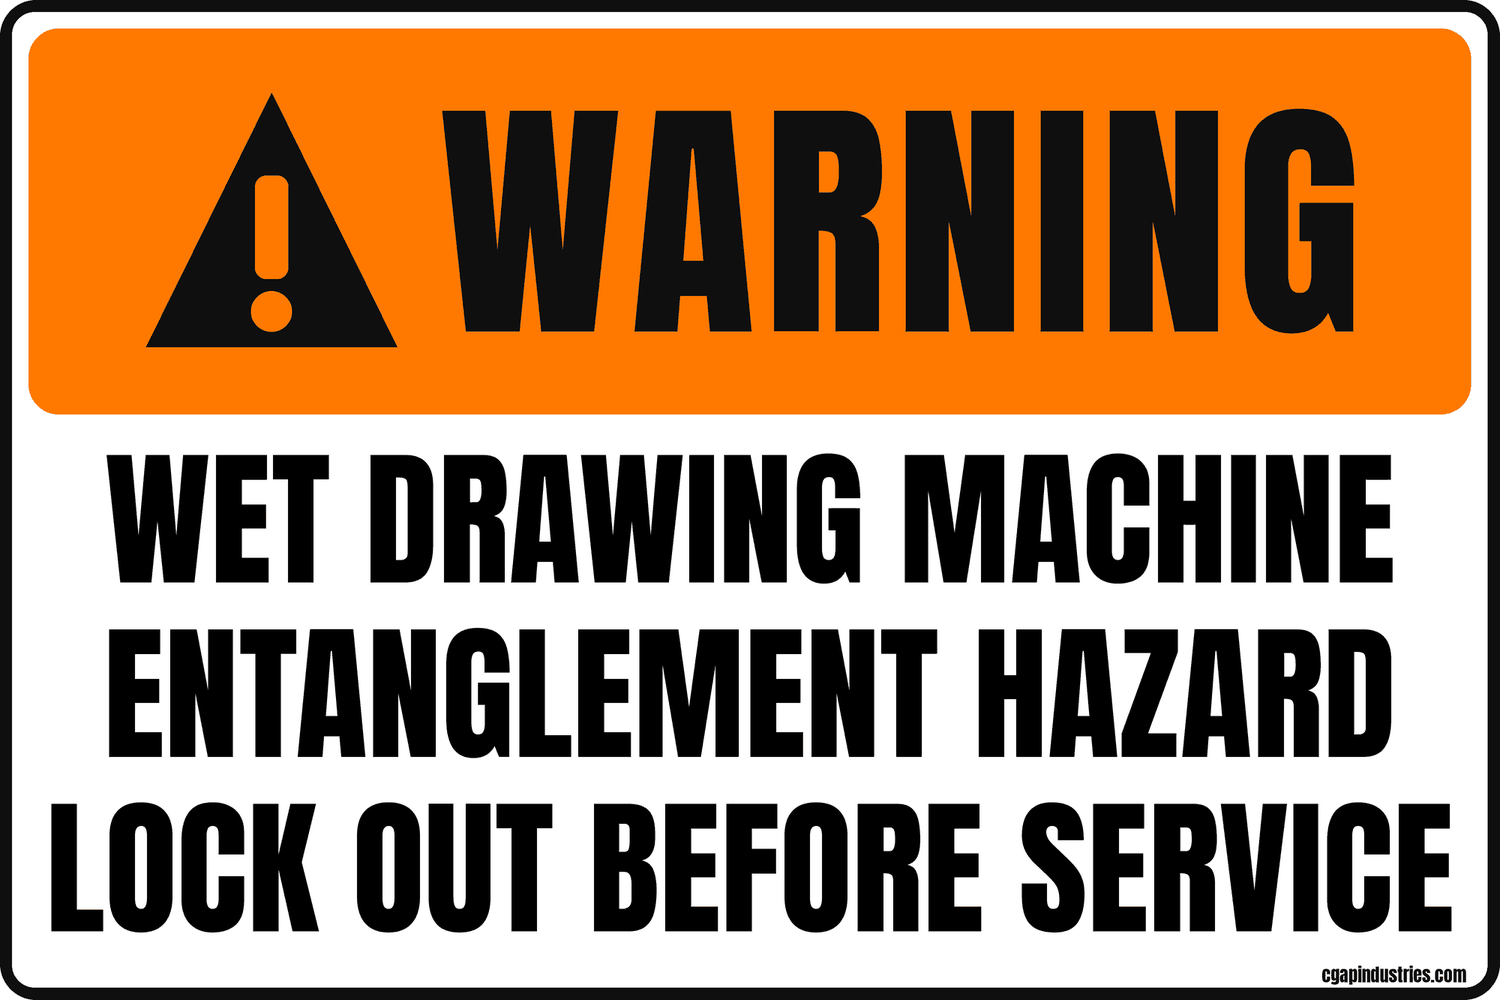 WARNING
WET DRAWING MACHINE
ENTANGLEMENT HAZARD
LOCK OUT BEFORE SERVICE
cgapindustries.com